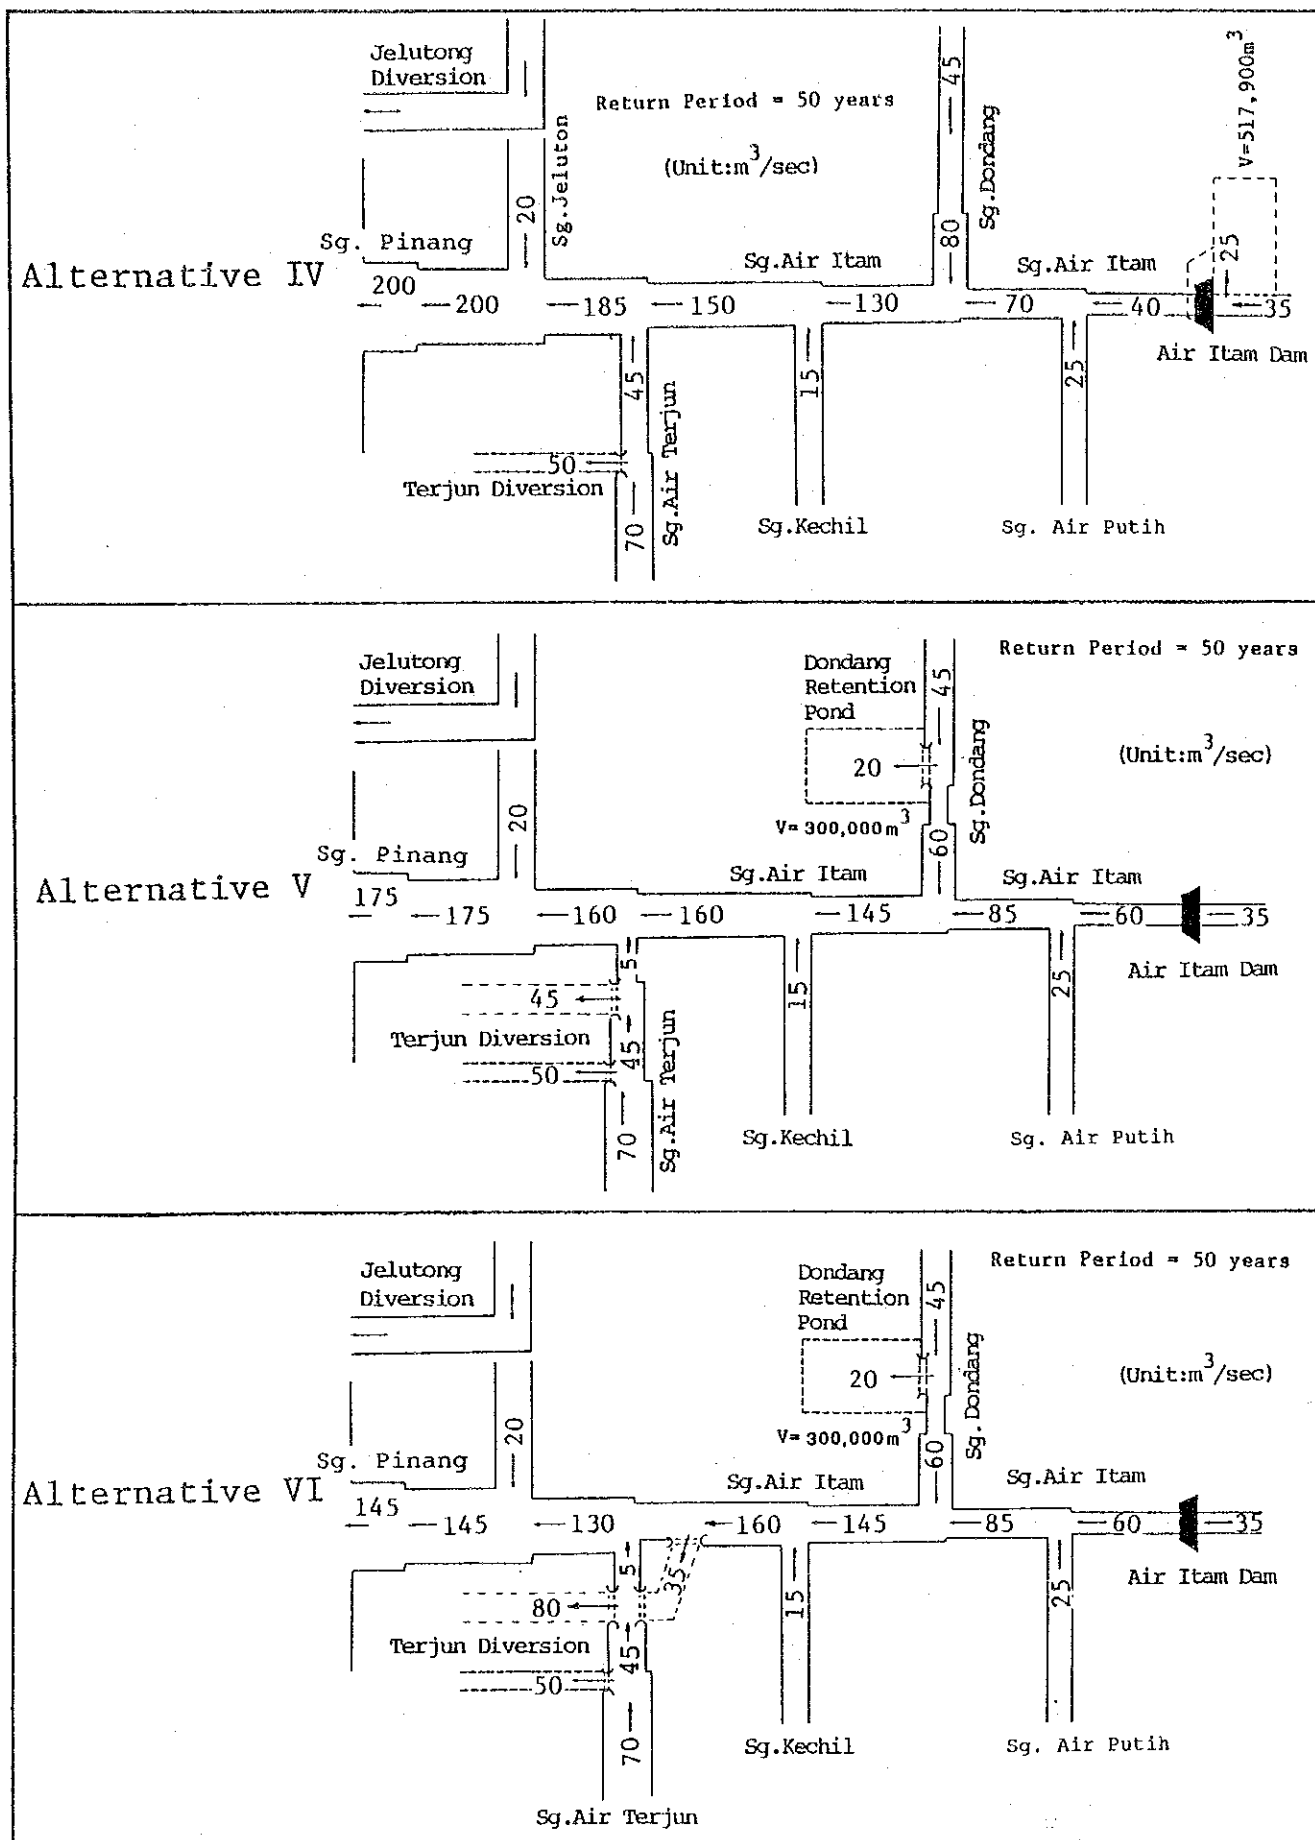 Jelutong
Diversion
Return Period = 50 years
(Unit:m³/sec)
Sg.Jeluton
20
45
Sg.Dondang
80
V=517,900m³
25
Sg. Pinang
Sg.Air Itam
Sg.Air Itam
Alternative IV
200
200
185
150
130
70
40
35
Air Itam Dam
45
15
25
50
Terjun Diversion
70
Sg.Air Terjun
Sg.Kechil
Sg. Air Putih
Jelutong
Diversion
Dondang
Retention
Pond
Return Period = 50 years
(Unit:m³/sec)
45
20
V=300,000m³
Sg.Dondang
20
60
Sg. Pinang
Sg.Air Itam
Sg.Air Itam
Alternative V
175
175
160
160
145
85
60
35
Air Itam Dam
5
45
15
25
Terjun Diversion
45
50
70
Sg.Air Terjun
Sg.Kechil
Sg. Air Putih
Jelutong
Diversion
Dondang
Retention
Pond
Return Period = 50 years
(Unit:m³/sec)
45
20
V=300,000m³
Sg.Dondang
20
60
Sg. Pinang
Sg.Air Itam
Sg.Air Itam
Alternative VI
145
145
130
160
145
85
60
35
Air Itam Dam
5
35
80
15
25
Terjun Diversion
45
50
70
Sg.Kechil
Sg. Air Putih
Sg.Air Terjun